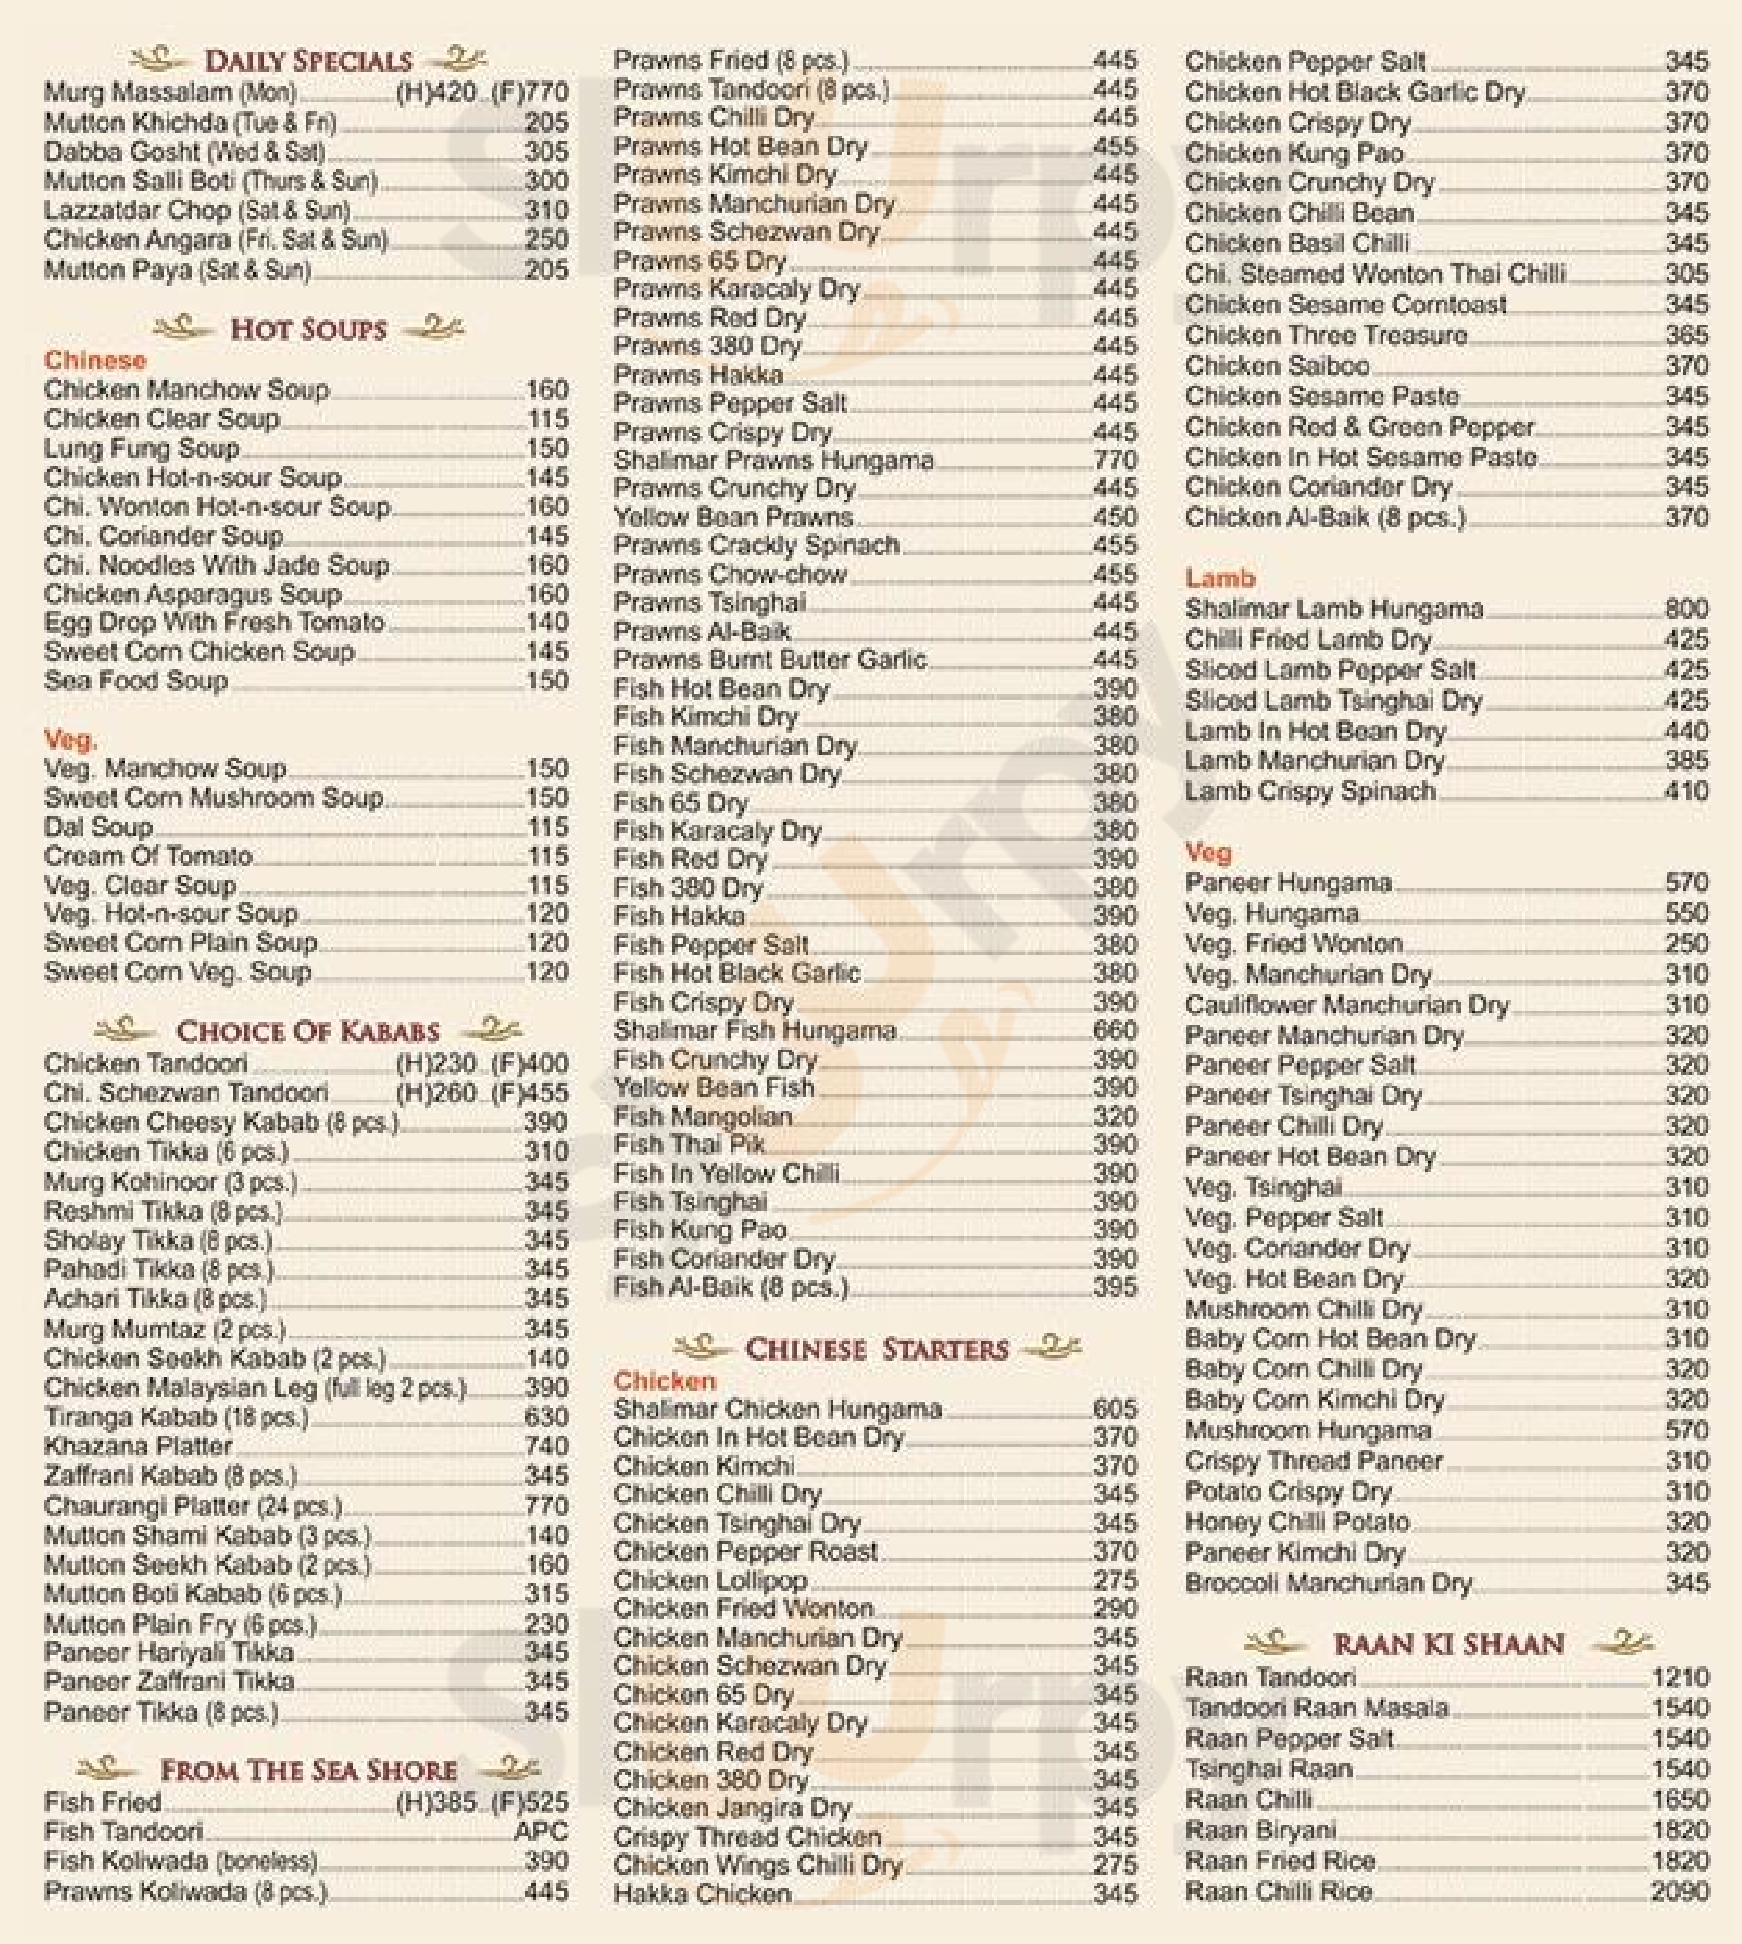 DAILY SPECIALS
Murg Massalam (Mon) (H)420 (F)770
Mutton Khichda (Tue & Fri) 205
Dabba Gosht (Wed & Sat) 305
Mutton Salli Boti (Thurs & Sun) 300
Lazzatdar Chop (Sat & Sun) 310
Chicken Angara (Fri. Sat & Sun) 250
Mutton Paya (Sat & Sun) 205
HOT SOUPS
Chinese
Chicken Manchow Soup 160
Chicken Clear Soup 115
Lung Fung Soup 150
Chicken Hot-n-sour Soup 145
Chi. Wonton Hot-n-sour Soup 160
Chi. Coriander Soup 145
Chi. Noodles With Jade Soup 160
Chicken Asparagus Soup 160
Egg Drop With Fresh Tomato 140
Sweet Corn Chicken Soup 145
Sea Food Soup 150
Veg.
Veg. Manchow Soup 150
Sweet Corn Mushroom Soup 150
Dal Soup 115
Cream Of Tomato 115
Veg. Clear Soup 115
Veg. Hot-n-sour Soup 120
Sweet Corn Plain Soup 120
Sweet Corn Veg. Soup 120
CHOICE OF KABABS
Chicken Tandoori (H)230 (F)400
Chi. Schezwan Tandoori (H)260 (F)455
Chicken Cheesy Kabab (8 pcs.) 390
Chicken Tikka (6 pcs.) 310
Murg Kohinoor (3 pcs.) 345
Reshmi Tikka (8 pcs.) 345
Sholay Tikka (8 pcs.) 345
Pahadi Tikka (8 pcs.) 345
Achari Tikka (8 pcs.) 345
Murg Mumtaz (2 pcs.) 345
Chicken Seekh Kabab (2 pcs.) 140
Chicken Malaysian Leg (full leg 2 pcs.) 390
Tiranga Kabab (18 pcs.) 630
Khazana Platter 740
Zaffrani Kabab (8 pcs.) 345
Chaurangi Platter (24 pcs.) 770
Mutton Shami Kabab (3 pcs.) 140
Mutton Seekh Kabab (2 pcs.) 160
Mutton Boti Kabab (6 pcs.) 315
Mutton Plain Fry (6 pcs.) 230
Paneer Hariyali Tikka 345
Paneer Zaffrani Tikka 345
Paneer Tikka (8 pcs.) 345
FROM THE SEA SHORE
Fish Fried (H)385 (F)525
Fish Tandoori APC
Fish Koliwada (boneless) 390
Prawns Koliwada (8 pcs.) 445
Prawns Fried (8 pcs.) 445
Prawns Tandoori (8 pcs.) 445
Prawns Chilli Dry 445
Prawns Hot Bean Dry 455
Prawns Kimchi Dry 445
Prawns Manchurian Dry 445
Prawns Schezwan Dry 445
Prawns 65 Dry 445
Prawns Karacaly Dry 445
Prawns Red Dry 445
Prawns 380 Dry 445
Prawns Hakka 445
Prawns Pepper Salt 445
Prawns Crispy Dry 445
Shalimar Prawns Hungama 770
Prawns Crunchy Dry 445
Yellow Bean Prawns 450
Prawns Crackly Spinach 455
Prawns Chow-chow 455
Prawns Tsinghai 445
Prawns Al-Baik 445
Prawns Burnt Butter Garlic 445
Fish Hot Bean Dry 390
Fish Kimchi Dry 380
Fish Manchurian Dry 380
Fish Schezwan Dry 380
Fish 65 Dry 380
Fish Karacaly Dry 380
Fish Red Dry 390
Fish 380 Dry 380
Fish Hakka 390
Fish Pepper Salt 380
Fish Hot Black Garlic 380
Fish Crispy Dry 390
Shalimar Fish Hungama 660
Fish Crunchy Dry 390
Yellow Bean Fish 390
Fish Mangolian 320
Fish Thai Pik 390
Fish In Yellow Chilli 390
Fish Tsinghai 390
Fish Kung Pao 390
Fish Coriander Dry 390
Fish Al-Baik (8 pcs.) 395
CHINESE STARTERS
Chicken
Shalimar Chicken Hungama 605
Chicken In Hot Bean Dry 370
Chicken Kimchi 370
Chicken Chilli Dry 345
Chicken Tsinghai Dry 345
Chicken Pepper Roast 370
Chicken Lollipop 275
Chicken Fried Wonton 290
Chicken Manchurian Dry 345
Chicken Schezwan Dry 345
Chicken 65 Dry 345
Chicken Karacaly Dry 345
Chicken Red Dry 345
Chicken 380 Dry 345
Chicken Jangira Dry 345
Crispy Thread Chicken 345
Chicken Wings Chilli Dry 275
Hakka Chicken 345
Chicken Pepper Salt 345
Chicken Hot Black Garlic Dry 370
Chicken Crispy Dry 370
Chicken Kung Pao 370
Chicken Crunchy Dry 370
Chicken Chilli Bean 345
Chicken Basil Chilli 345
Chi. Steamed Wonton Thai Chilli 305
Chicken Sesame Corntoast 345
Chicken Three Treasure 365
Chicken Saiboo 370
Chicken Sesame Paste 345
Chicken Red & Green Pepper 345
Chicken In Hot Sesame Paste 345
Chicken Coriander Dry 345
Chicken Al-Baik (8 pcs.) 370
Lamb
Shalimar Lamb Hungama 800
Chilli Fried Lamb Dry 425
Sliced Lamb Pepper Salt 425
Sliced Lamb Tsinghai Dry 425
Lamb In Hot Bean Dry 440
Lamb Manchurian Dry 385
Lamb Crispy Spinach 410
Veg
Paneer Hungama 570
Veg. Hungama 550
Veg. Fried Wonton 250
Veg. Manchurian Dry 310
Cauliflower Manchurian Dry 310
Paneer Manchurian Dry 320
Paneer Pepper Salt 320
Paneer Tsinghai Dry 320
Paneer Chilli Dry 320
Paneer Hot Bean Dry 320
Veg. Tsinghai 310
Veg. Pepper Salt 310
Veg. Coriander Dry 310
Veg. Hot Bean Dry 320
Mushroom Chilli Dry 310
Baby Corn Hot Bean Dry 310
Baby Corn Chilli Dry 320
Baby Corn Kimchi Dry 320
Mushroom Hungama 570
Crispy Thread Paneer 310
Potato Crispy Dry 310
Honey Chilli Potato 320
Paneer Kimchi Dry 320
Broccoli Manchurian Dry 345
RAAN KI SHAAN
Raan Tandoori 1210
Tandoori Raan Masala 1540
Raan Pepper Salt 1540
Tsinghai Raan 1540
Raan Chilli 1650
Raan Biryani 1820
Raan Fried Rice 1820
Raan Chilli Rice 2090